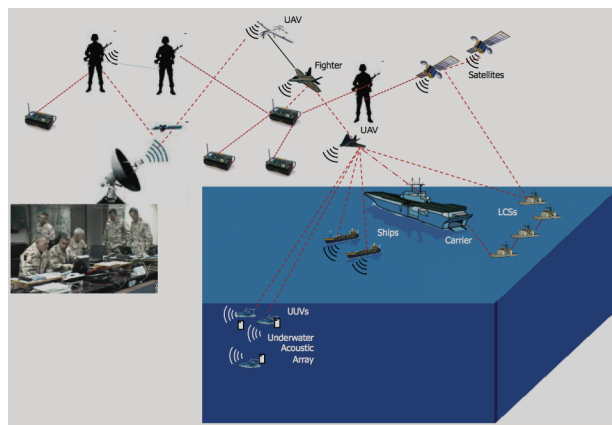 UAV
Fighter
Satellites
UAV
LCSs
Ships
Carrier
UUVs
Underwater
Acoustic
Array